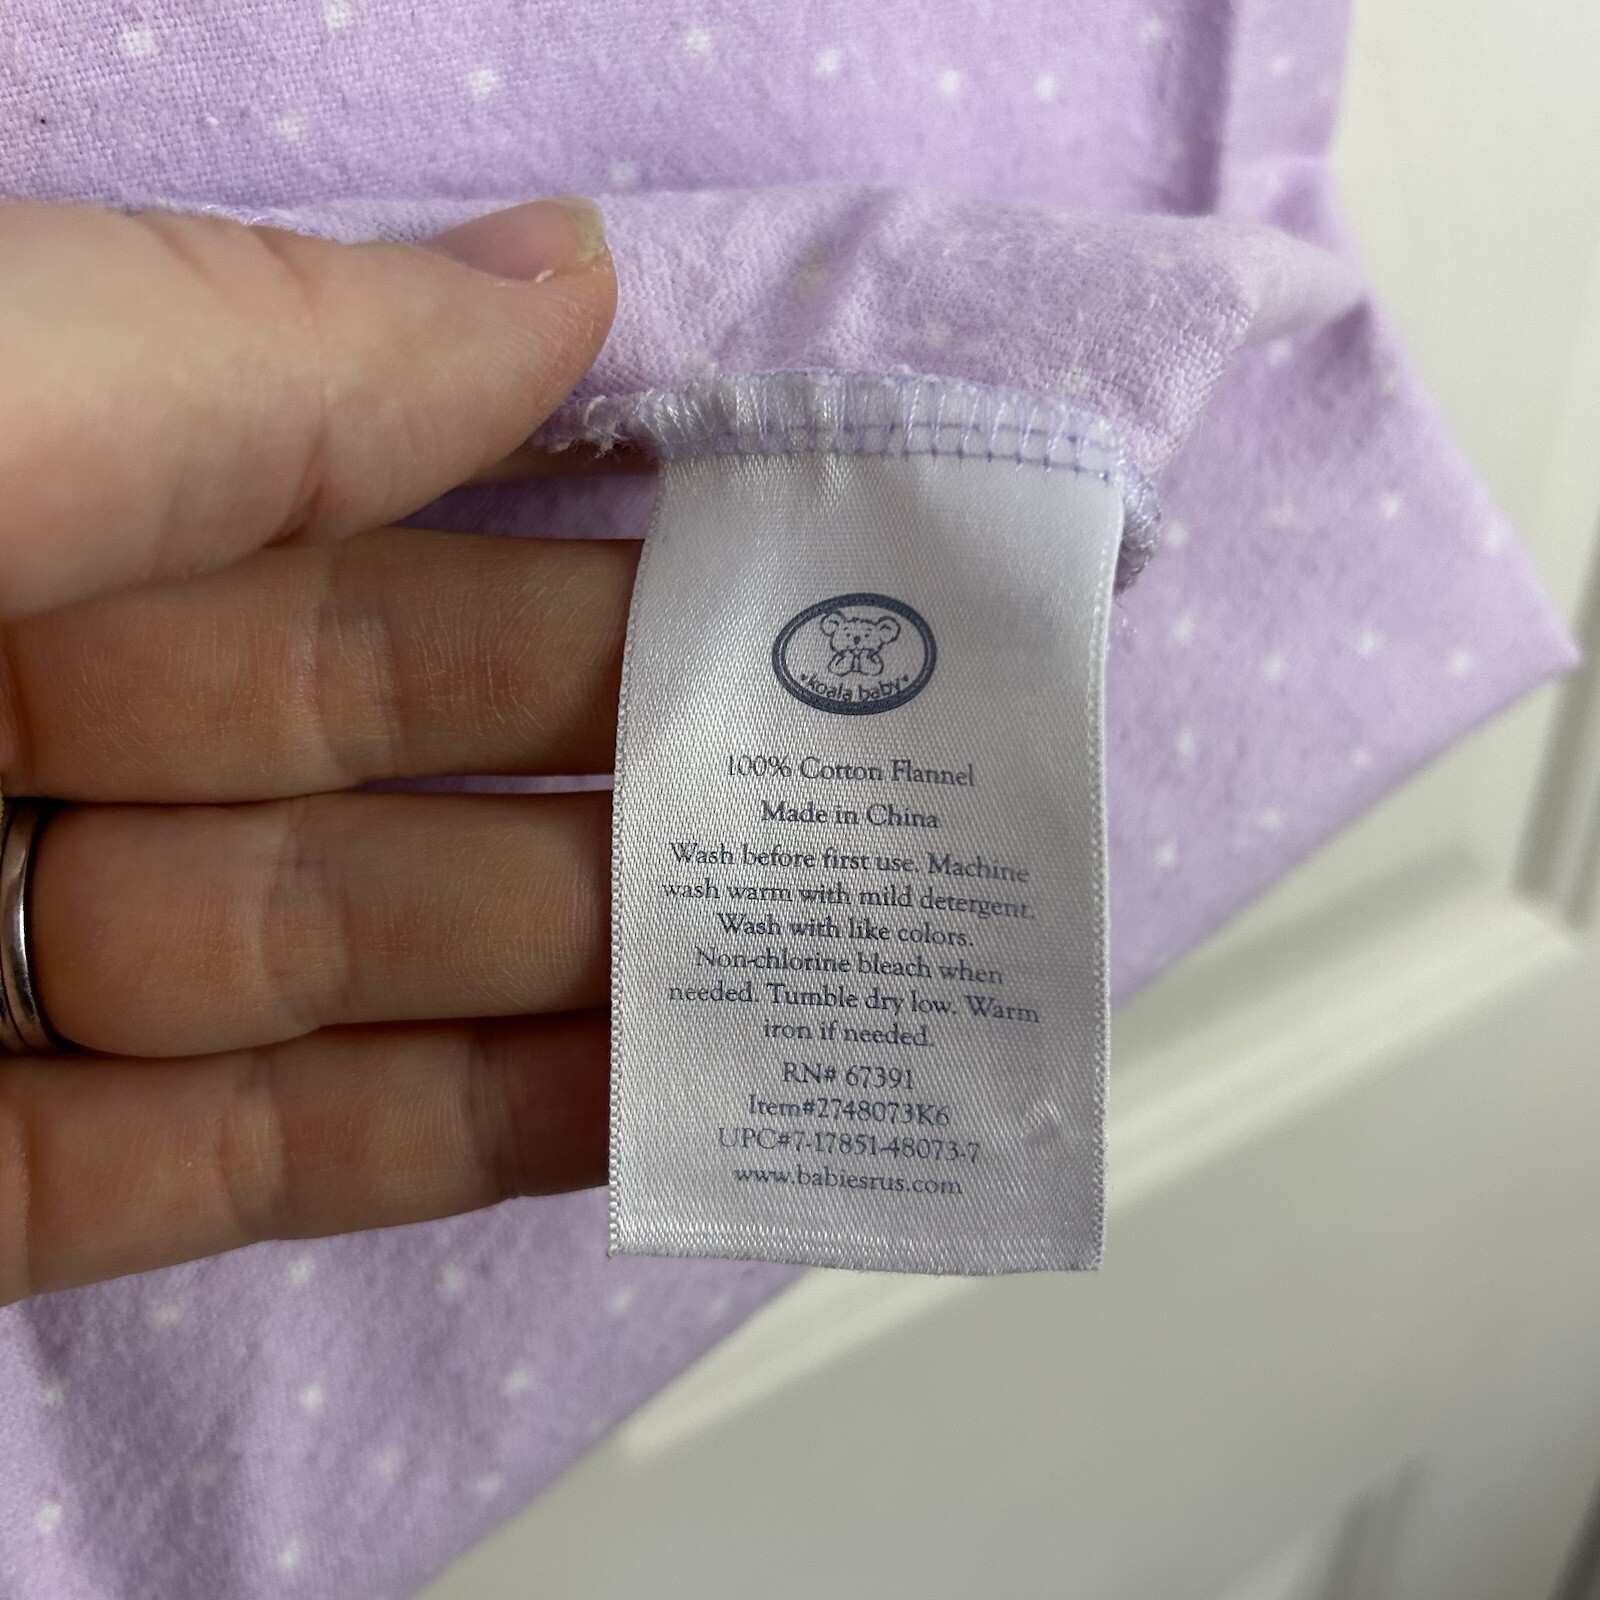 koala baby
100% Cotton Flannel
Made in China
Wash before first use. Machine
wash warm with mild detergent.
Wash with like colors.
Non-chlorine bleach when
needed. Tumble dry low. Warm
iron if needed.
RN# 67391
Item#2748073K6
UPC#7-17851-48073-7
www.babiesrus.com